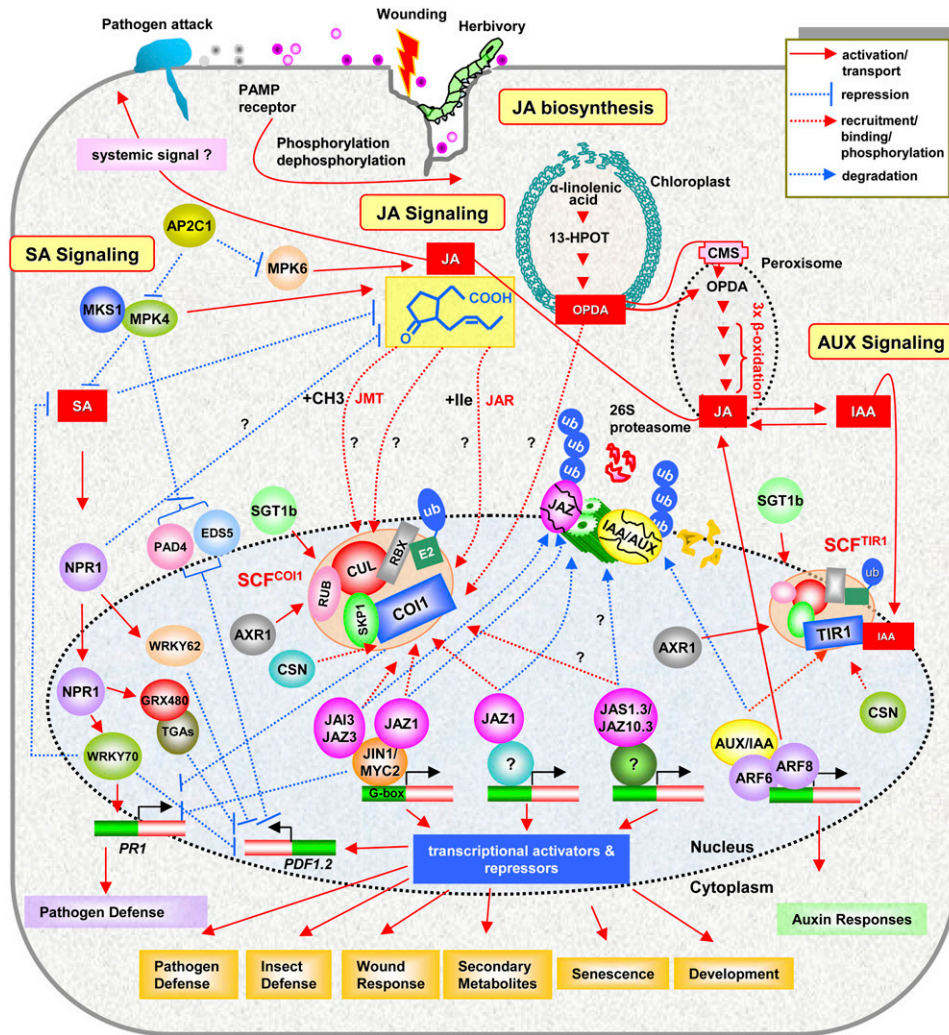 Pathogen attack
Wounding
Herbivory
PAMP
receptor
JA biosynthesis
activation/
transport
repression
recruitment/
binding/
phosphorylation
degradation
systemic signal ?
Phosphorylation
dephosphorylation
Chloroplast
α-linolenic
acid
13-HPOT
OPDA
JA Signaling
SA Signaling
AP2C1
MPK6
JA
COOH
O
MKS1
MPK4
CMS
Peroxisome
OPDA
3x β-oxidation
JA
AUX Signaling
IAA
SA
+CH3
JMT
+Ile
JAR
?
?
?
?
?
26S
proteasome
ub
ub
ub
ub
ub
ub
JAZ
IAA/AUX
SGT1b
ub
PAD4
EDS5
NPR1
SCFCOI1
CUL
RBX
E2
RUB
SKP1
COI1
AXR1
CSN
SGT1b
SCFTIR1
ub
TIR1
IAA
AXR1
CSN
WRKY62
NPR1
GRX480
TGAs
WRKY70
?
?
JAI3
JAZ3
JAZ1
JIN1/
MYC2
G-box
JAZ1
?
JAS1.3/
JAZ10.3
?
AUX/IAA
ARF6
ARF8
PR1
PDF1.2
transcriptional activators &
repressors
Nucleus
Cytoplasm
Pathogen Defense
Auxin Responses
Pathogen
Defense
Insect
Defense
Wound
Response
Secondary
Metabolites
Senescence
Development